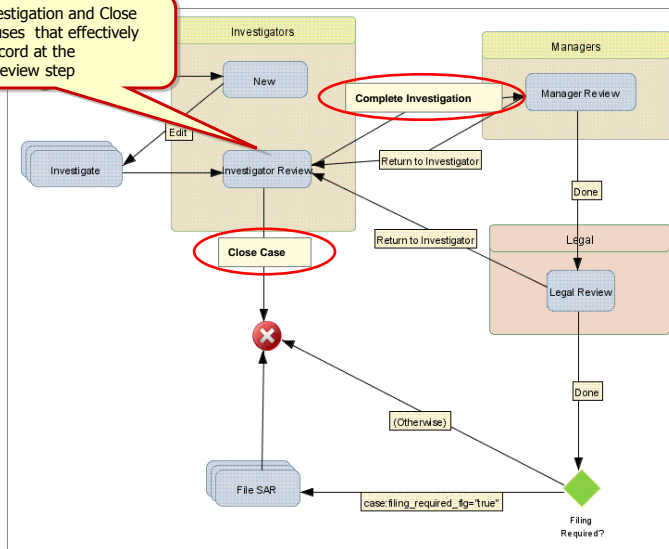 estigation and Close
uses that effectively
cord at the
eview step
Investigators
New
Managers
Manager Review
Complete Investigation
Edit
Return to Investigator
Investigate
Investigator Review
Done
Return to Investigator
Legal
Close Case
Legal Review
Done
(Otherwise)
File SAR
case:filing_required_flg="true"
Filing
Required?